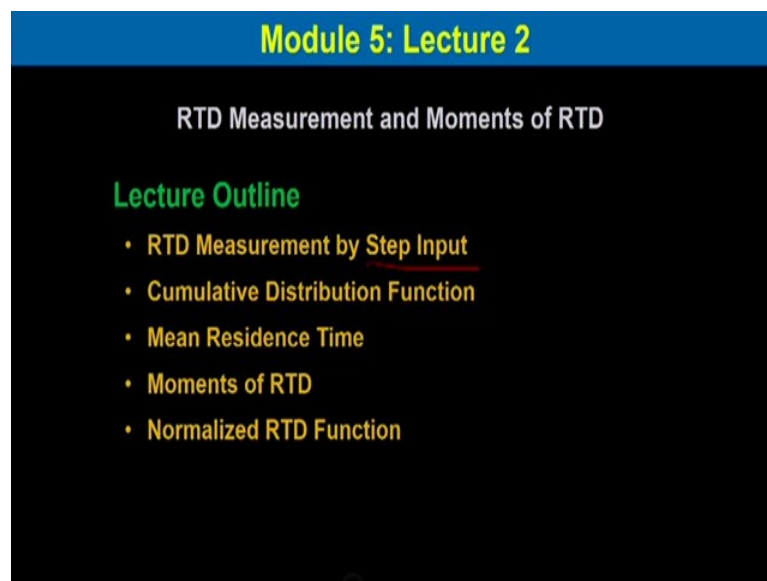 Module 5: Lecture 2
RTD Measurement and Moments of RTD
Lecture Outline
• RTD Measurement by Step Input
• Cumulative Distribution Function
• Mean Residence Time
• Moments of RTD
• Normalized RTD Function